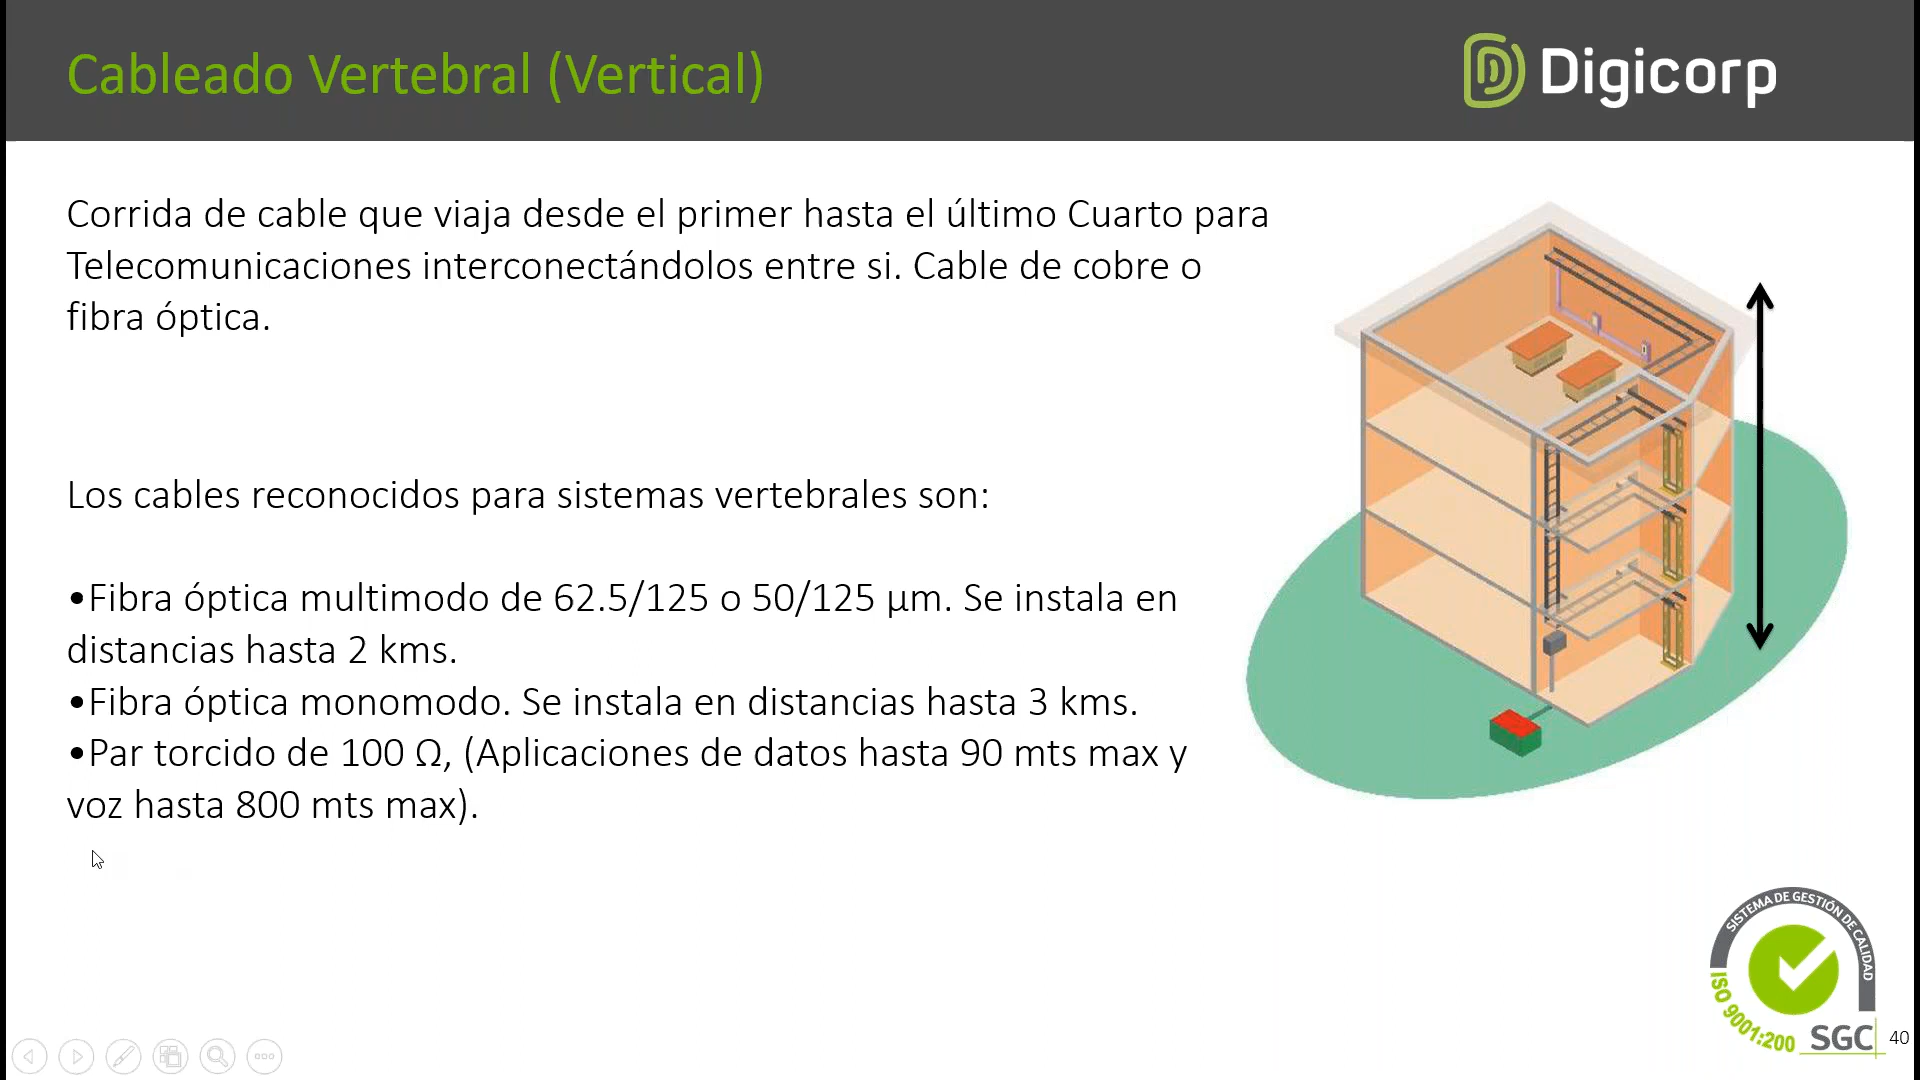 Cableado Vertebral (Vertical)
Digicorp
Corrida de cable que viaja desde el primer hasta el último Cuarto para
Telecomunicaciones interconectándolos entre si. Cable de cobre o
fibra óptica.
Los cables reconocidos para sistemas vertebrales son:
•Fibra óptica multimodo de 62.5/125 o 50/125 µm. Se instala en
distancias hasta 2 kms.
•Fibra óptica monomodo. Se instala en distancias hasta 3 kms.
•Par torcido de 100 Ω, (Aplicaciones de datos hasta 90 mts max y
voz hasta 800 mts max).
SISTEMA DE GESTIÓN DE CALIDAD
ISO 9001:200
SGC
40